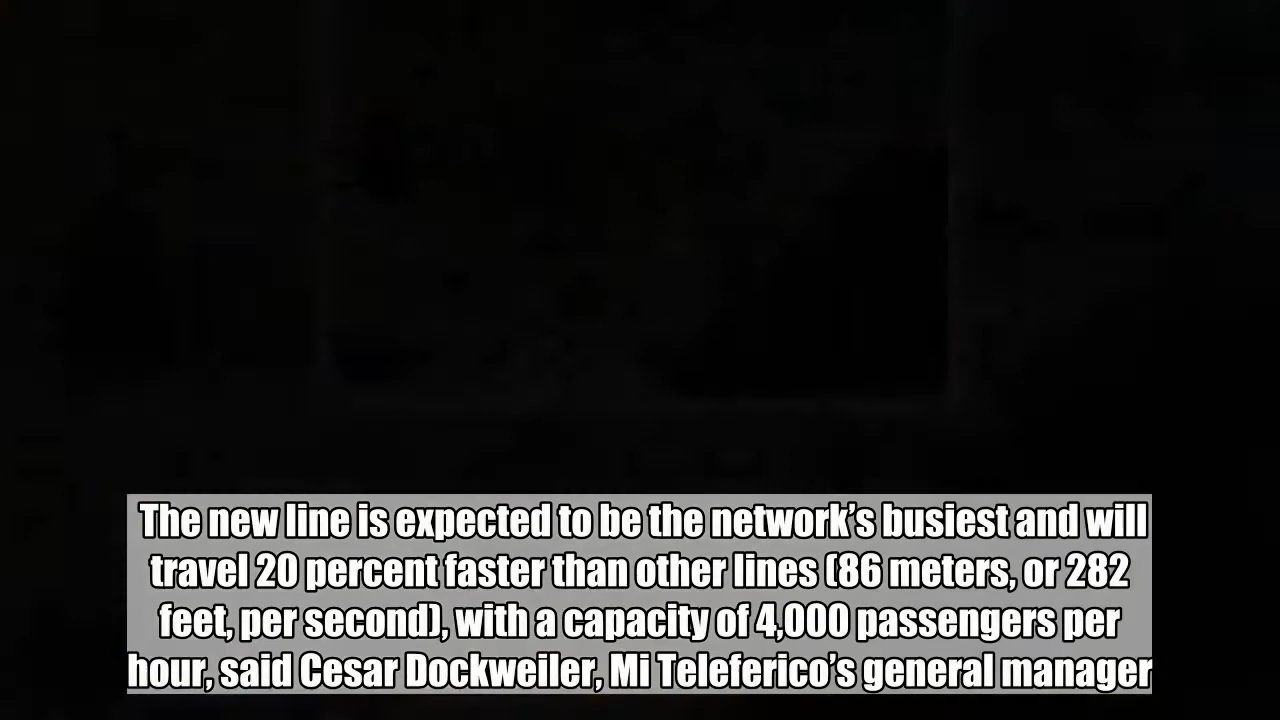 The new line is expected to be the network’s busiest and will
travel 20 percent faster than other lines (86 meters, or 282
feet, per second), with a capacity of 4,000 passengers per
hour, said Cesar Dockweiler, Mi Teleferico’s general manager